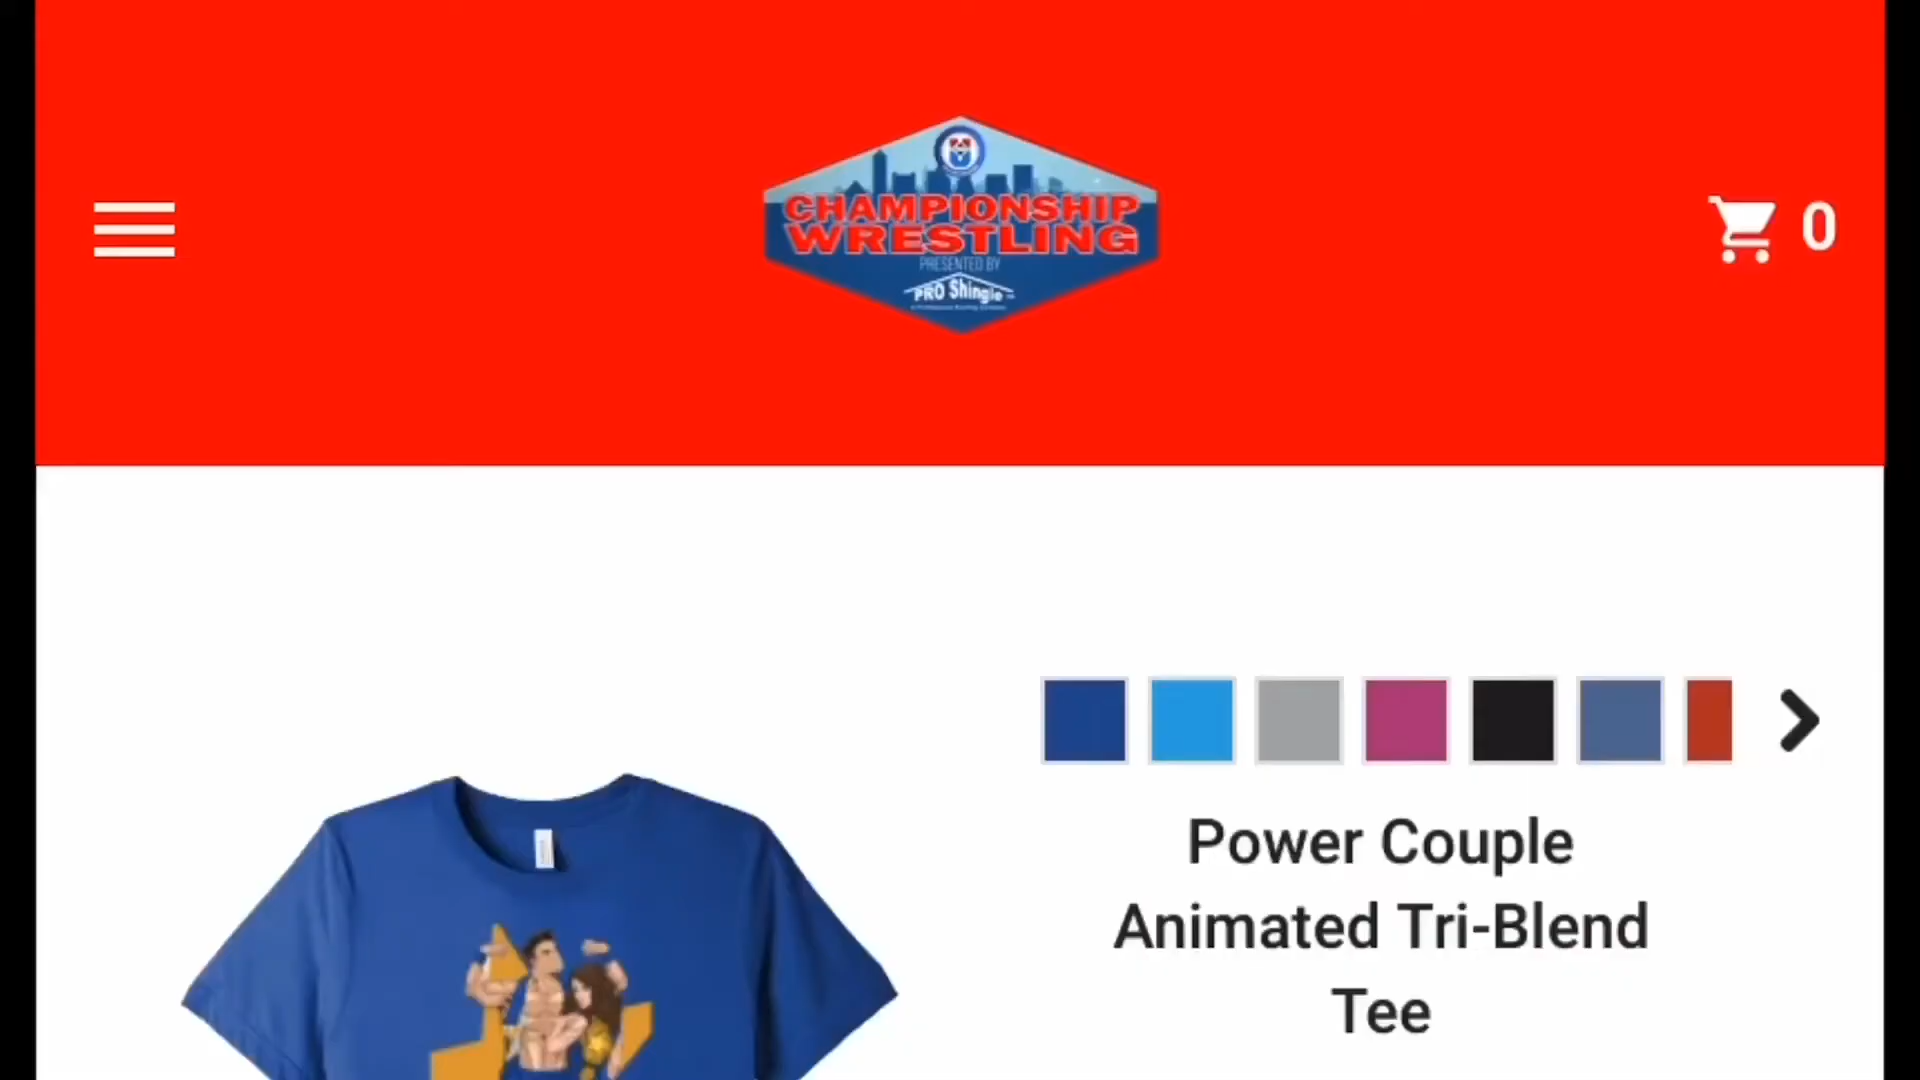 CHAMPIONSHIP
WRESTLING
PRESENTED BY
PRO Shingle
0
Power Couple
Animated Tri-Blend
Tee